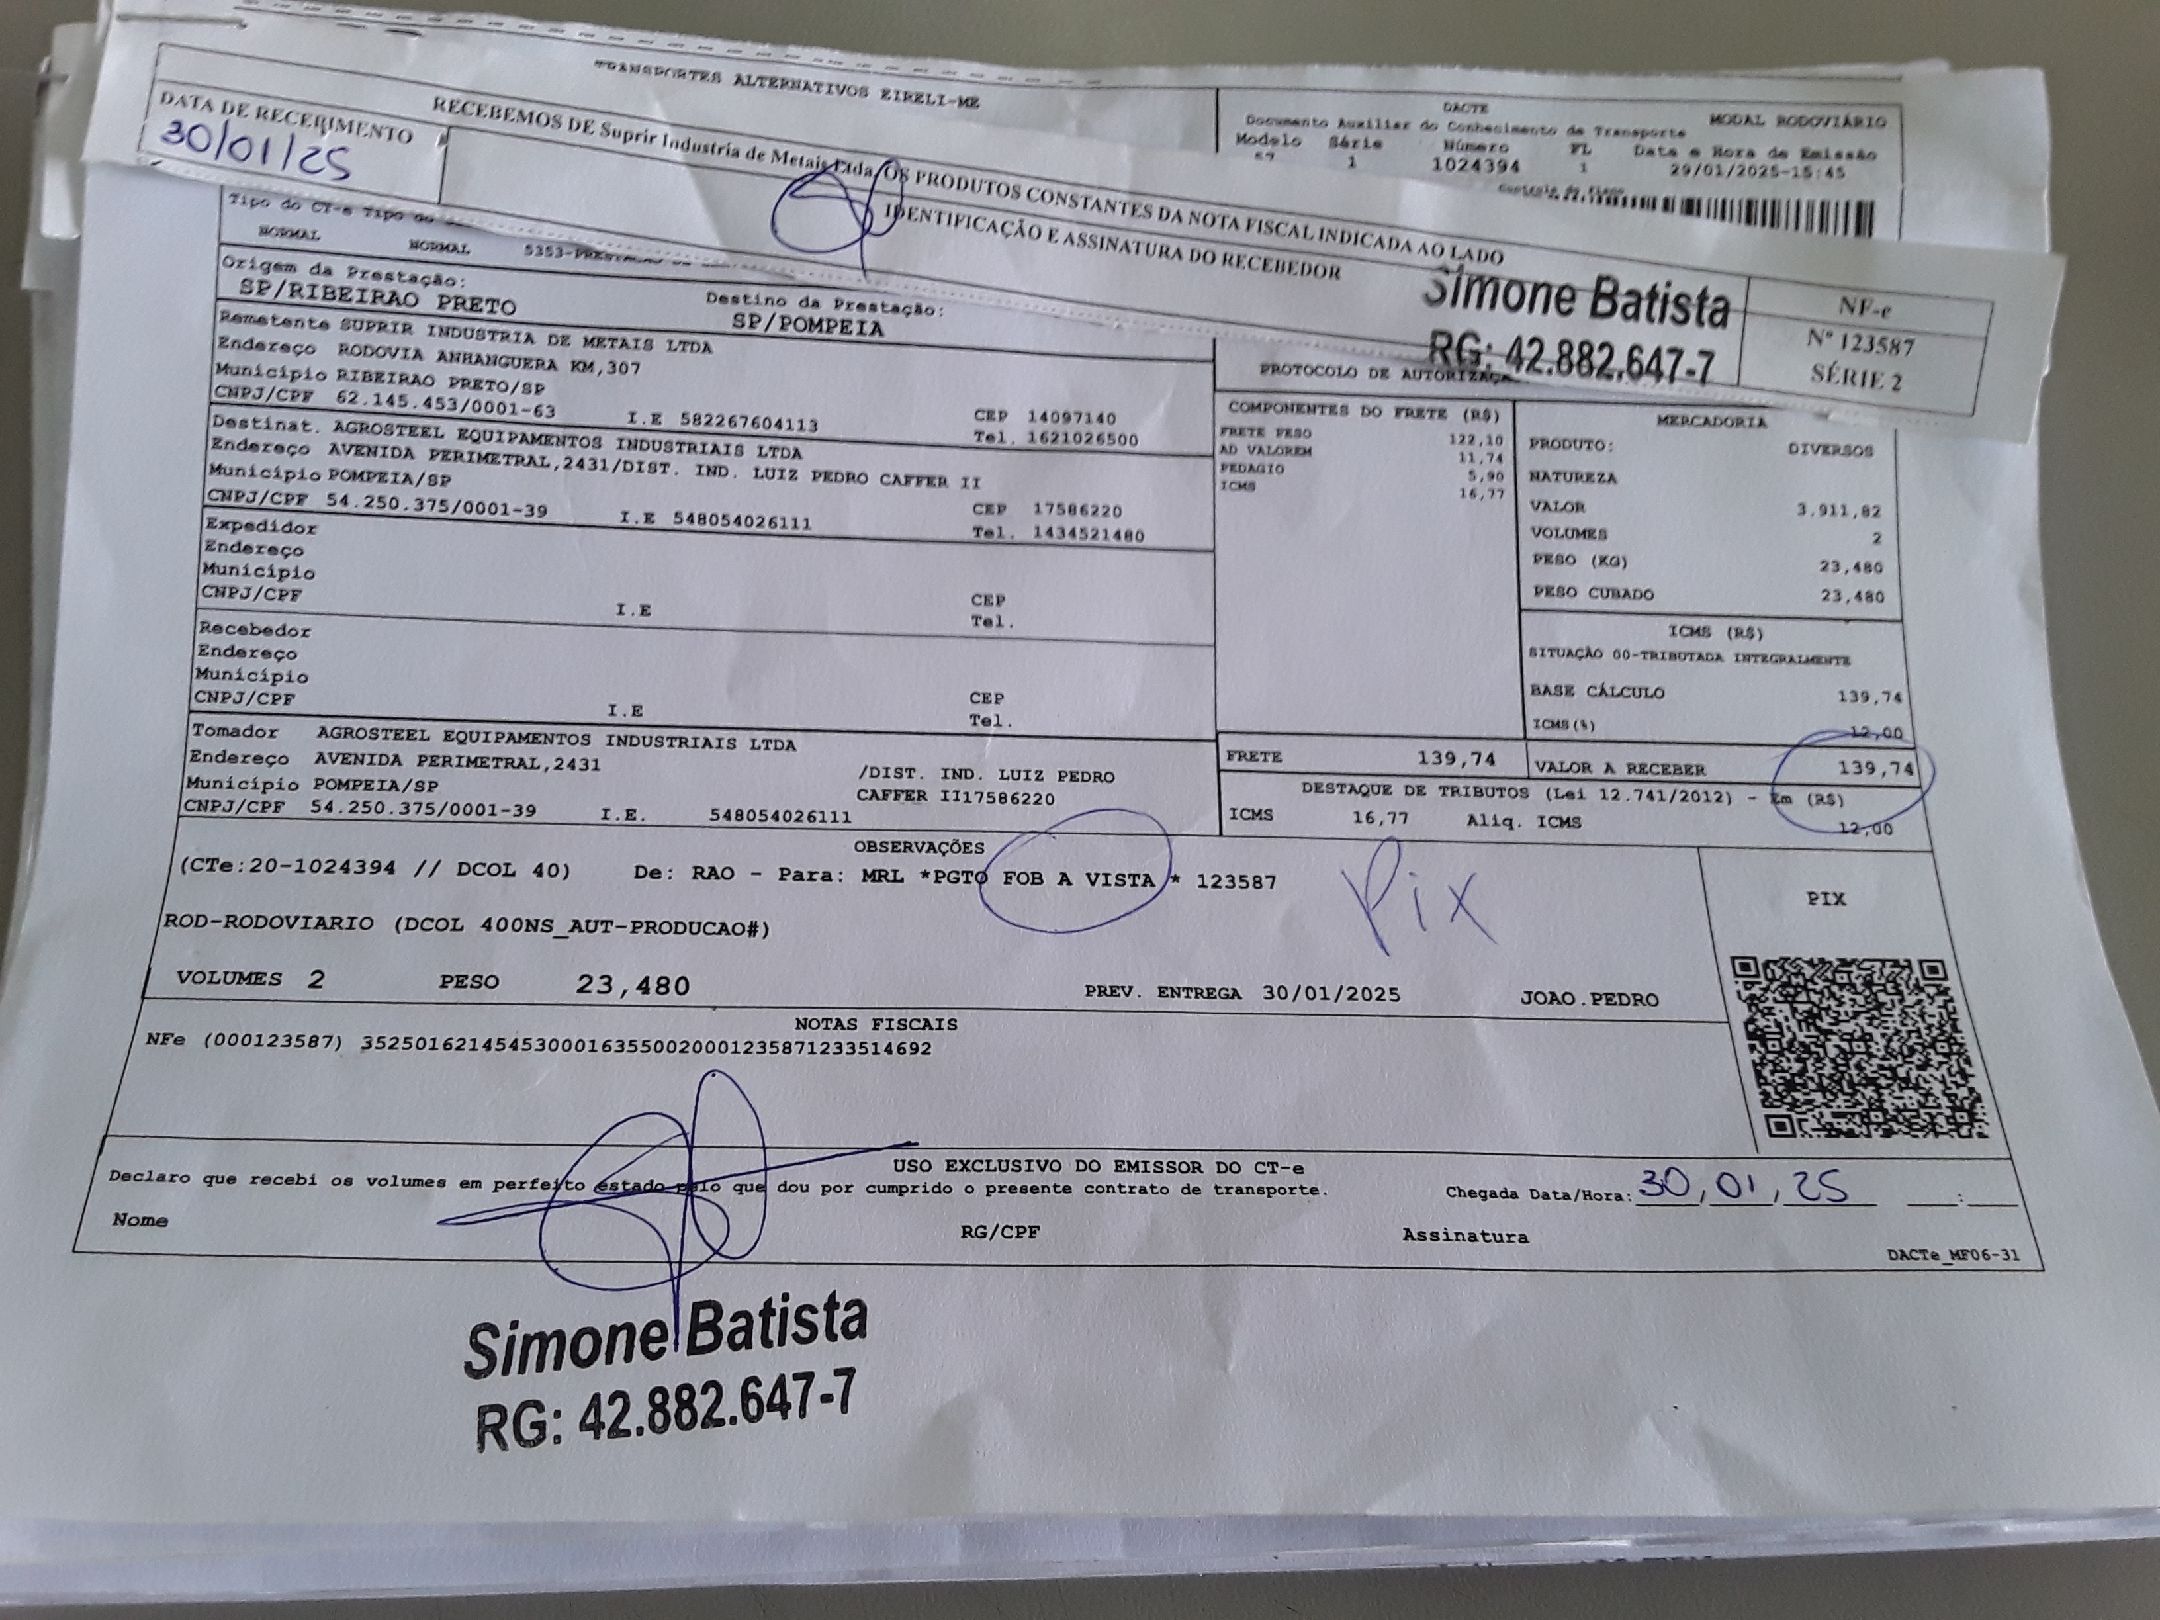 TRANSPORTES ALTERNATIVOS EIRELI-ME
DACTE
MODAL RODOVIÁRIO
Documento Auxiliar do Conhecimento de Transporte
Modelo Série Número FL Data e Hora de Emissão
1 1024394 1 29/01/2025-15:45
RECEBEMOS DE Suprir Industria de Metais Ltda, OS PRODUTOS CONSTANTES DA NOTA FISCAL INDICADA AO LADO
DATA DE RECEBIMENTO
30/01/25
IDENTIFICAÇÃO E ASSINATURA DO RECEBEDOR
Simone Batista
RG: 42.882.647-7
NF-e
Nº 123587
SÉRIE 2
Tipo do CT-e Tipo do
NORMAL NORMAL
Origem da Prestação:
SP/RIBEIRAO PRETO
Destino da Prestação:
SP/POMPEIA
Remetente SUPRIR INDUSTRIA DE METAIS LTDA
Endereço RODOVIA ANHANGUERA KM,307
Município RIBEIRAO PRETO/SP
CEP 14097140
CNPJ/CPF 62.145.453/0001-63 I.E 582267604113 Tel. 1621026500
Destinat. AGROSTEEL EQUIPAMENTOS INDUSTRIAIS LTDA
Endereço AVENIDA PERIMETRAL,2431/DIST. IND. LUIZ PEDRO CAFFER II
Município POMPEIA/SP
CEP 17586220
CNPJ/CPF 54.250.375/0001-39 I.E 548054026111 Tel. 1434521480
Expedidor
Endereço
Município
CEP
CNPJ/CPF I.E Tel.
Recebedor
Endereço
Município
CEP
CNPJ/CPF I.E Tel.
Tomador AGROSTEEL EQUIPAMENTOS INDUSTRIAIS LTDA
Endereço AVENIDA PERIMETRAL,2431 /DIST. IND. LUIZ PEDRO
Município POMPEIA/SP CAFFER II17586220
CNPJ/CPF 54.250.375/0001-39 I.E. 548054026111
PROTOCOLO DE
COMPONENTES DO FRETE (R$)
FRETE PESO 122,10
AD VALOREM 11,74
PEDAGIO 5,90
ICMS 16,77
MERCADORIA
PRODUTO: DIVERSOS
NATUREZA
VALOR 3.911,82
VOLUMES 2
PESO (KG) 23,480
PESO CUBADO 23,480
ICMS (R$)
SITUAÇÃO 00-TRIBUTADA INTEGRALMENTE
BASE CÁLCULO 139,74
ICMS(%) 12,00
FRETE 139,74 VALOR A RECEBER 139,74
DESTAQUE DE TRIBUTOS (Lei 12.741/2012) - Em (R$)
ICMS 16,77 Aliq. ICMS 12,00
OBSERVAÇÕES
(CTe:20-1024394 // DCOL 40) De: RAO - Para: MRL *PGTO FOB A VISTA * 123587
Pix
PIX
ROD-RODOVIARIO (DCOL 400NS_AUT-PRODUCAO#)
VOLUMES 2 PESO 23,480 PREV. ENTREGA 30/01/2025 JOAO.PEDRO
NOTAS FISCAIS
NFe (000123587) 35250162145453000163550020001235871233514692
USO EXCLUSIVO DO EMISSOR DO CT-e
Declaro que recebi os volumes em perfeito estado pelo que dou por cumprido o presente contrato de transporte.
Chegada Data/Hora: 30,01,25 :
Nome RG/CPF Assinatura
DACTe_MF06-31
Simone Batista
RG: 42.882.647-7